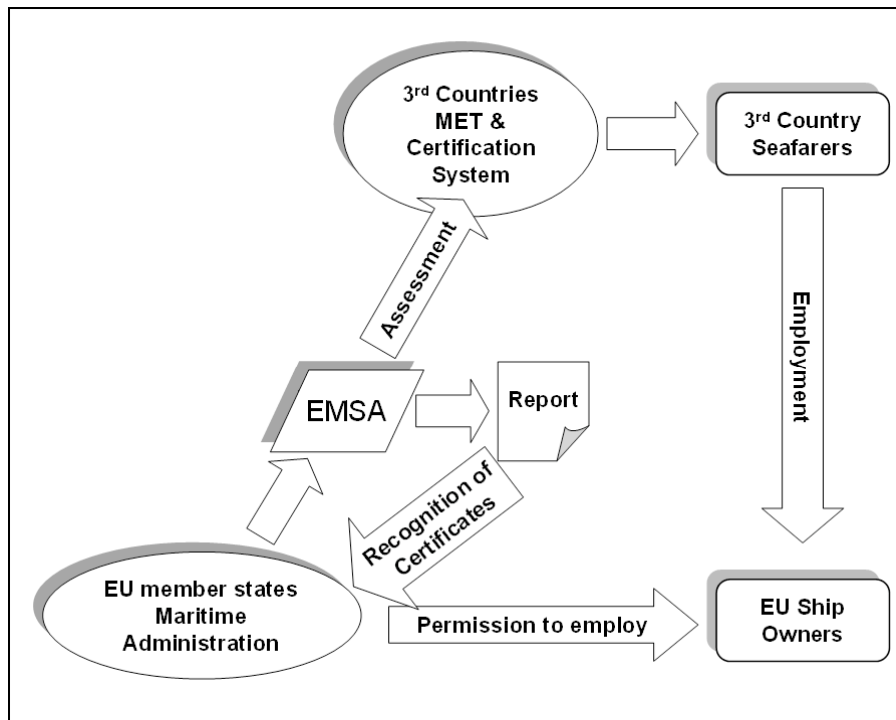 3rd Countries
MET &
Certification
System
3rd Country
Seafarers
Assessment
Employment
EMSA
Report
Recognition of
Certificates
EU member states
Maritime
Administration
Permission to employ
EU Ship
Owners